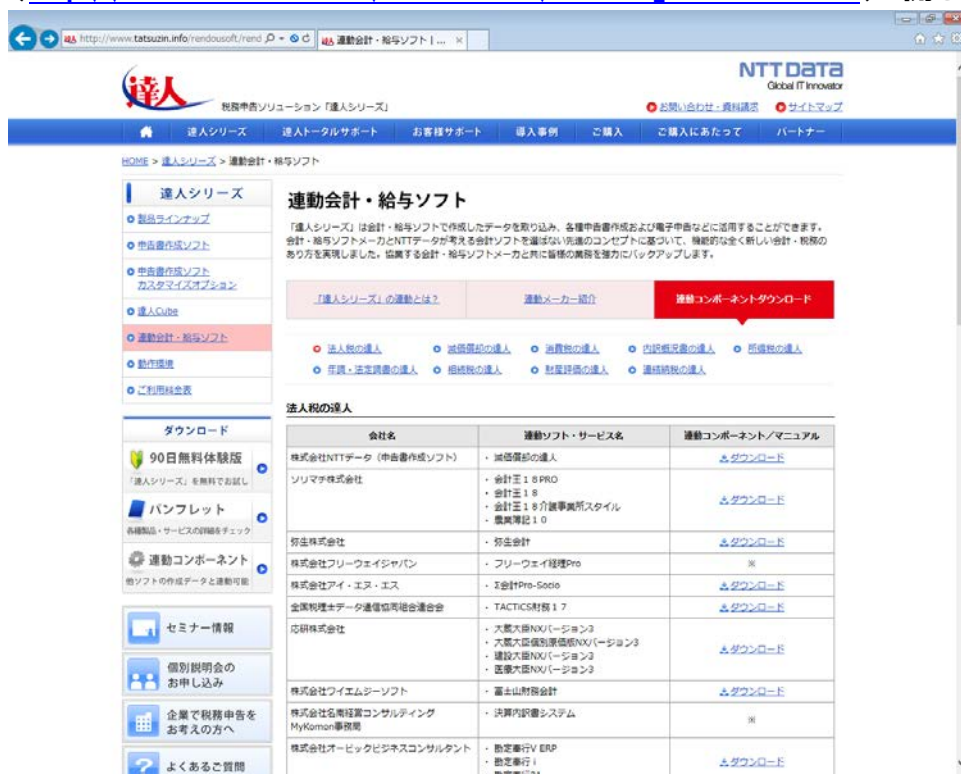 http://www.tatsuzin.info/rendousoft/rend
連動会計・給与ソフト | ...
達人
税務申告ソリューション「達人シリーズ」
NTT DATA
Global IT Innovator
お問い合わせ・資料請求 サイトマップ
達人シリーズ 達人トータルサポート お客様サポート 導入事例 ご購入 ご購入にあたって パートナー
HOME > 達人シリーズ > 連動会計・給与ソフト
達人シリーズ
製品ラインナップ
申告書作成ソフト
申告書作成ソフト
カスタマイズオプション
達人Cube
連動会計・給与ソフト
動作環境
ご利用料金表
ダウンロード
90日無料体験版
「達人シリーズ」を無料でお試し
パンフレット
各種製品・サービスの詳細をチェック
連動コンポーネント
他ソフトの作成データと連動可能
セミナー情報
個別説明会の
お申し込み
企業で税務申告を
お考えの方へ
よくあるご質問
連動会計・給与ソフト
「達人シリーズ」は会計・給与ソフトで作成したデータを取り込み、各種申告書作成および電子申告などに活用することができます。
会計・給与ソフトメーカとNTTデータが考える会計ソフトを選ばない先進のコンセプトに基づいて、機能的な全く新しい会計・税務の
あり方を実現しました。協業する会計・給与ソフトメーカと共に皆様の業務を強力にバックアップします。
「達人シリーズ」の連動とは? 連動メーカー紹介 連動コンポーネントダウンロード
法人税の達人 減価償却の達人 消費税の達人 内訳概況書の達人 所得税の達人
年調・法定調書の達人 相続税の達人 財産評価の達人 連結納税の達人
法人税の達人
会社名 連動ソフト・サービス名 連動コンポーネント/マニュアル
株式会社NTTデータ(申告書作成ソフト) ・ 減価償却の達人 ダウンロード
ソリマチ株式会社 ・ 会計王18PRO
・ 会計王18
・ 会計王18介護事業所スタイル
・ 農業簿記10
ダウンロード
弥生株式会社 ・ 弥生会計 ダウンロード
株式会社フリーウェイジャパン ・ フリーウェイ経理Pro ※
株式会社アイ・エヌ・エス ・ Σ会計Pro-Socio ダウンロード
全国税理士データ通信協同組合連合会 ・ TACTiCS財務17 ダウンロード
応研株式会社 ・ 大蔵大臣NXバージョン3
・ 大蔵大臣個別原価版NXバージョン3
・ 建設大臣NXバージョン3
・ 医療大臣NXバージョン3
ダウンロード
株式会社ワイエムジーソフト ・ 富士山財務会計 ダウンロード
株式会社名南経営コンサルティング
MyKomon事務局
・ 決算内訳書システム ※
株式会社オービックビジネスコンサルタント ・ 勘定奉行V ERP
・ 勘定奉行i
ダウンロード